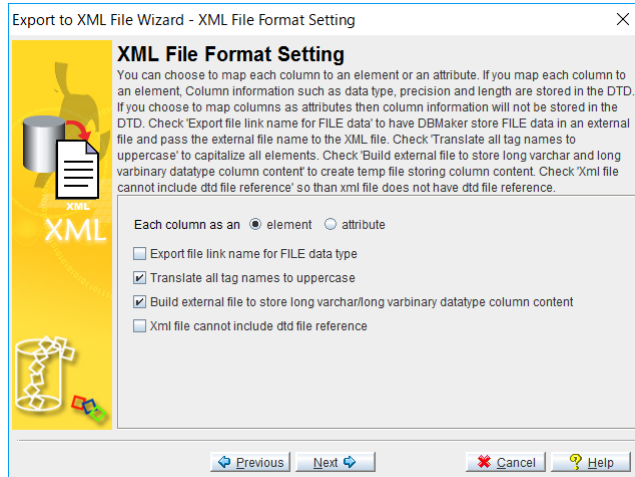 Export to XML File Wizard - XML File Format Setting
XML File Format Setting
You can choose to map each column to an element or an attribute. If you map each column to
an element, Column information such as data type, precision and length are stored in the DTD.
If you choose to map columns as attributes then column information will not be stored in the
DTD. Check 'Export file link name for FILE data' to have DBMaker store FILE data in an external
file and pass the external file name to the XML file. Check 'Translate all tag names to
uppercase' to capitalize all elements. Check 'Build external file to store long varchar and long
varbinary datatype column content' to create temp file storing column content. Check 'Xml file
cannot include dtd file reference' so than xml file does not have dtd file reference.
XML
XML
Each column as an element attribute
Export file link name for FILE data type
Translate all tag names to uppercase
Build external file to store long varchar/long varbinary datatype column content
Xml file cannot include dtd file reference
Previous Next Cancel Help